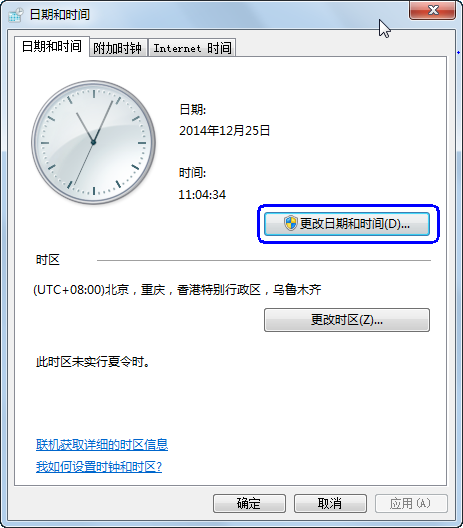 日期和时间
日期和时间 附加时钟 Internet 时间
日期:
2014年12月25日
时间:
11:04:34
更改日期和时间(D)...
时区
(UTC+08:00)北京，重庆，香港特别行政区，乌鲁木齐
更改时区(Z)...
此时区未实行夏令时。
联机获取详细的时区信息
我如何设置时钟和时区?
确定 取消 应用(A)